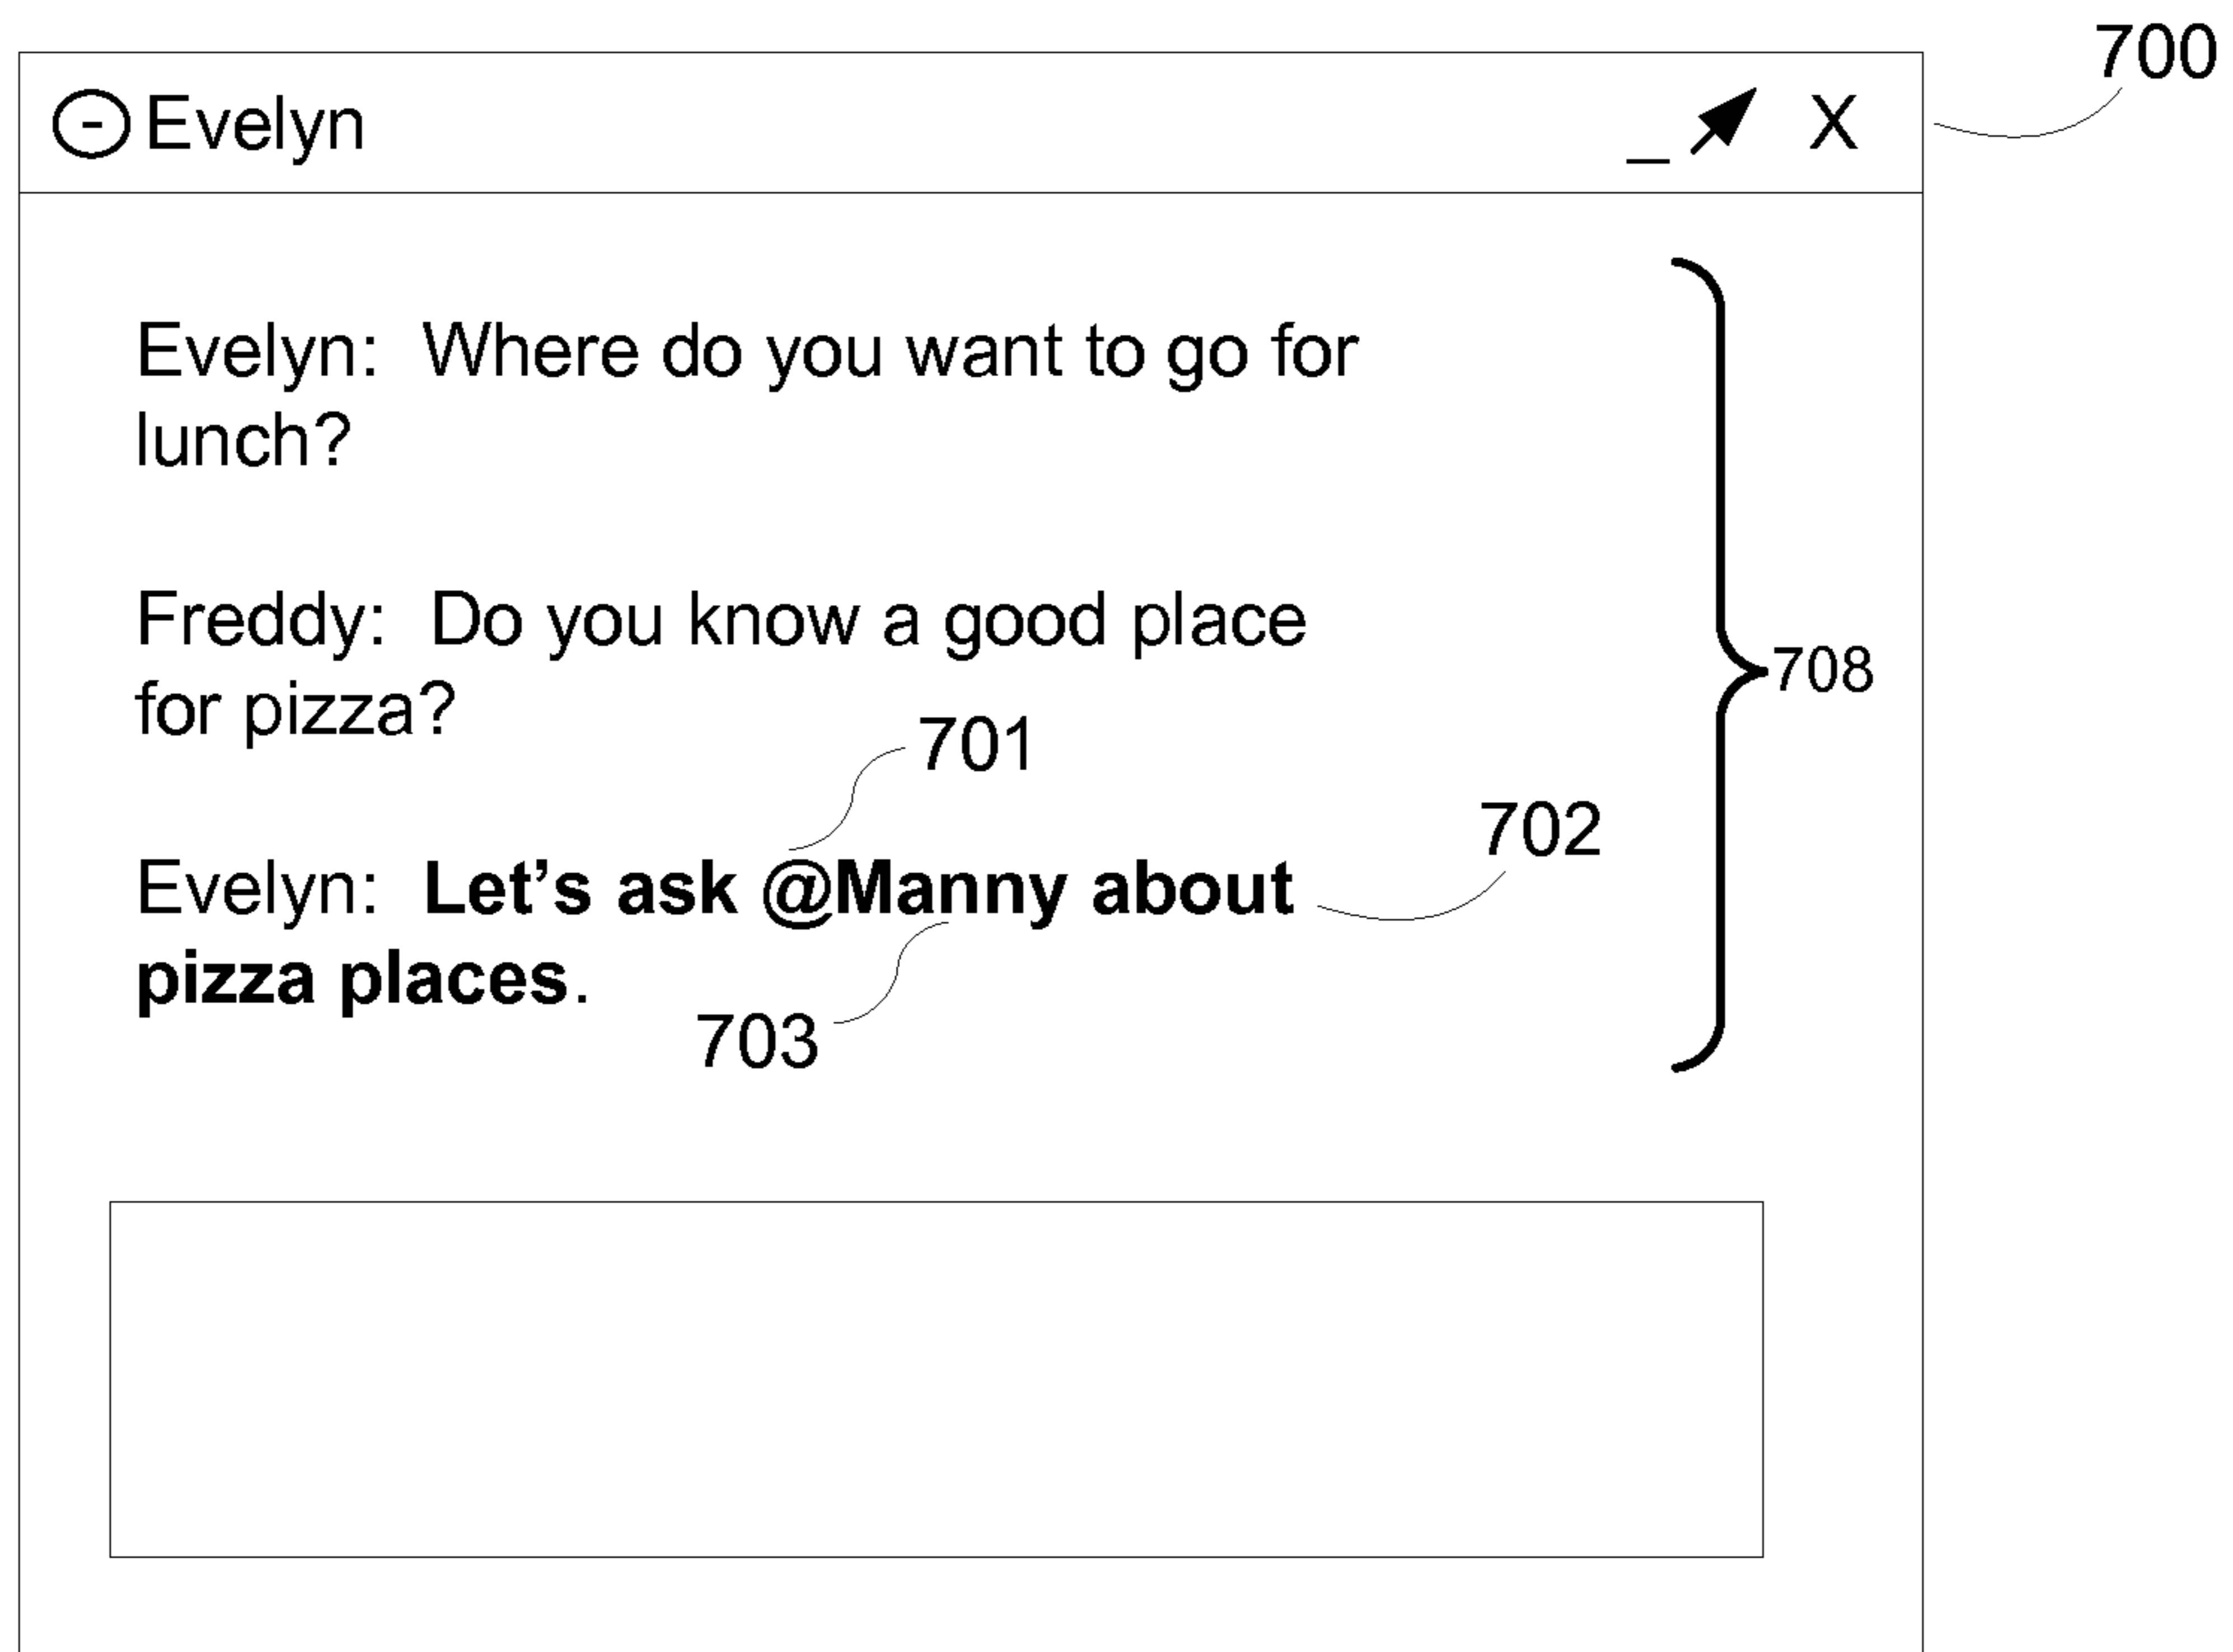 700
- Evelyn _ X
Evelyn: Where do you want to go for
lunch?
Freddy: Do you know a good place
for pizza?
708
701
702
Evelyn: Let’s ask @Manny about
pizza places.
703